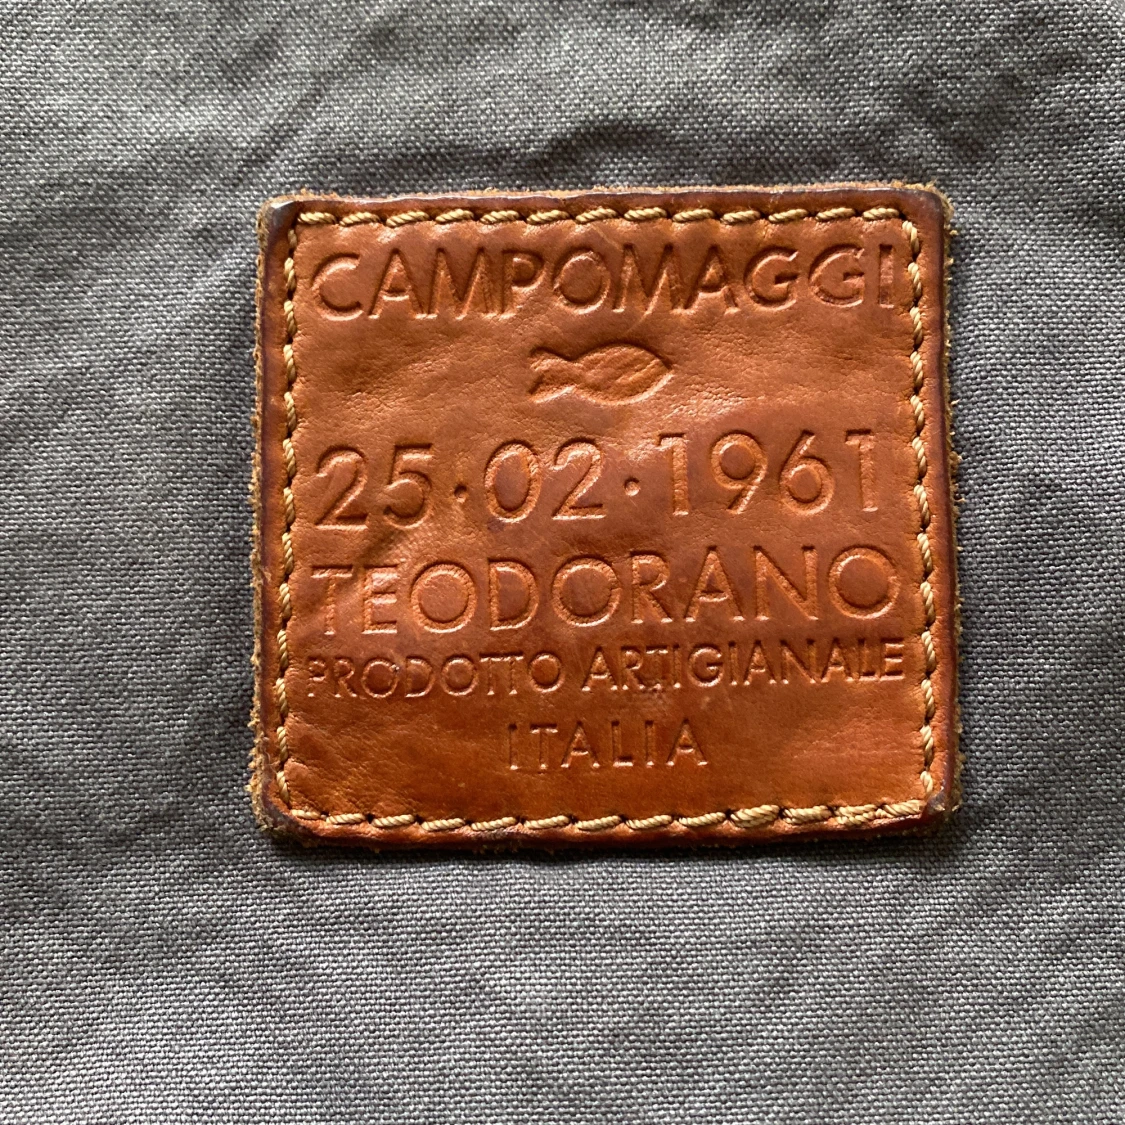 CAMPOMAGGI
25·02·1961
TEODORANO
PRODOTTO ARTIGIANALE
ITALIA